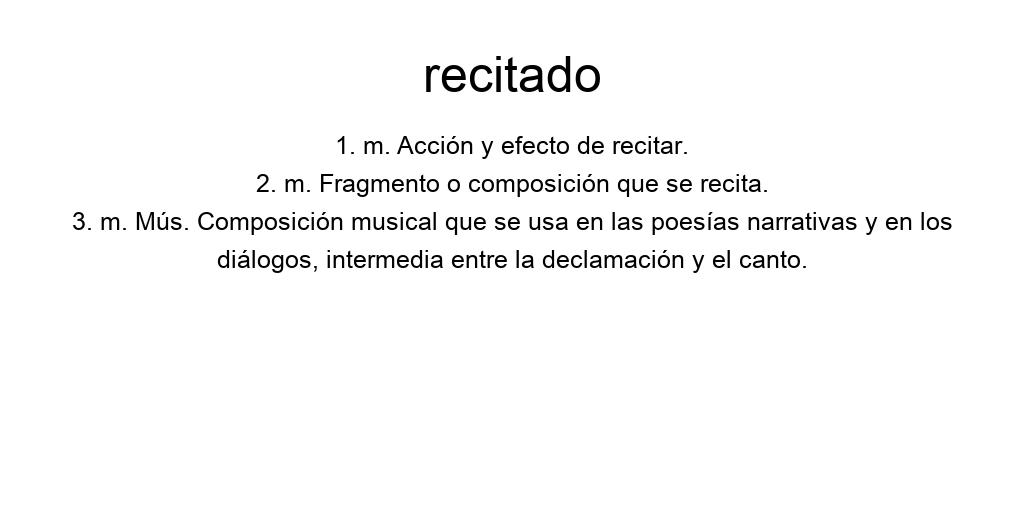 recitado
1. m. Acción y efecto de recitar.
2. m. Fragmento o composición que se recita.
3. m. Mús. Composición musical que se usa en las poesías narrativas y en los
diálogos, intermedia entre la declamación y el canto.